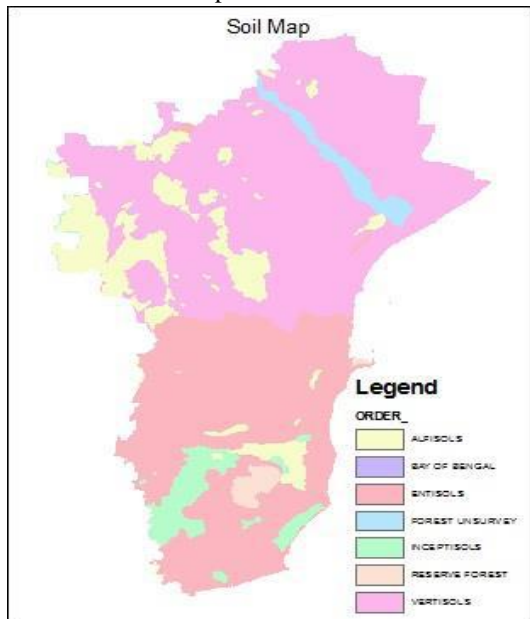 Soil Map
Legend
ORDER_
ALFISOLS
BAY OF BENGAL
ENTISOLS
FOREST UNSURVEY
INCEPTISOLS
RESERVE FOREST
VERTISOLS